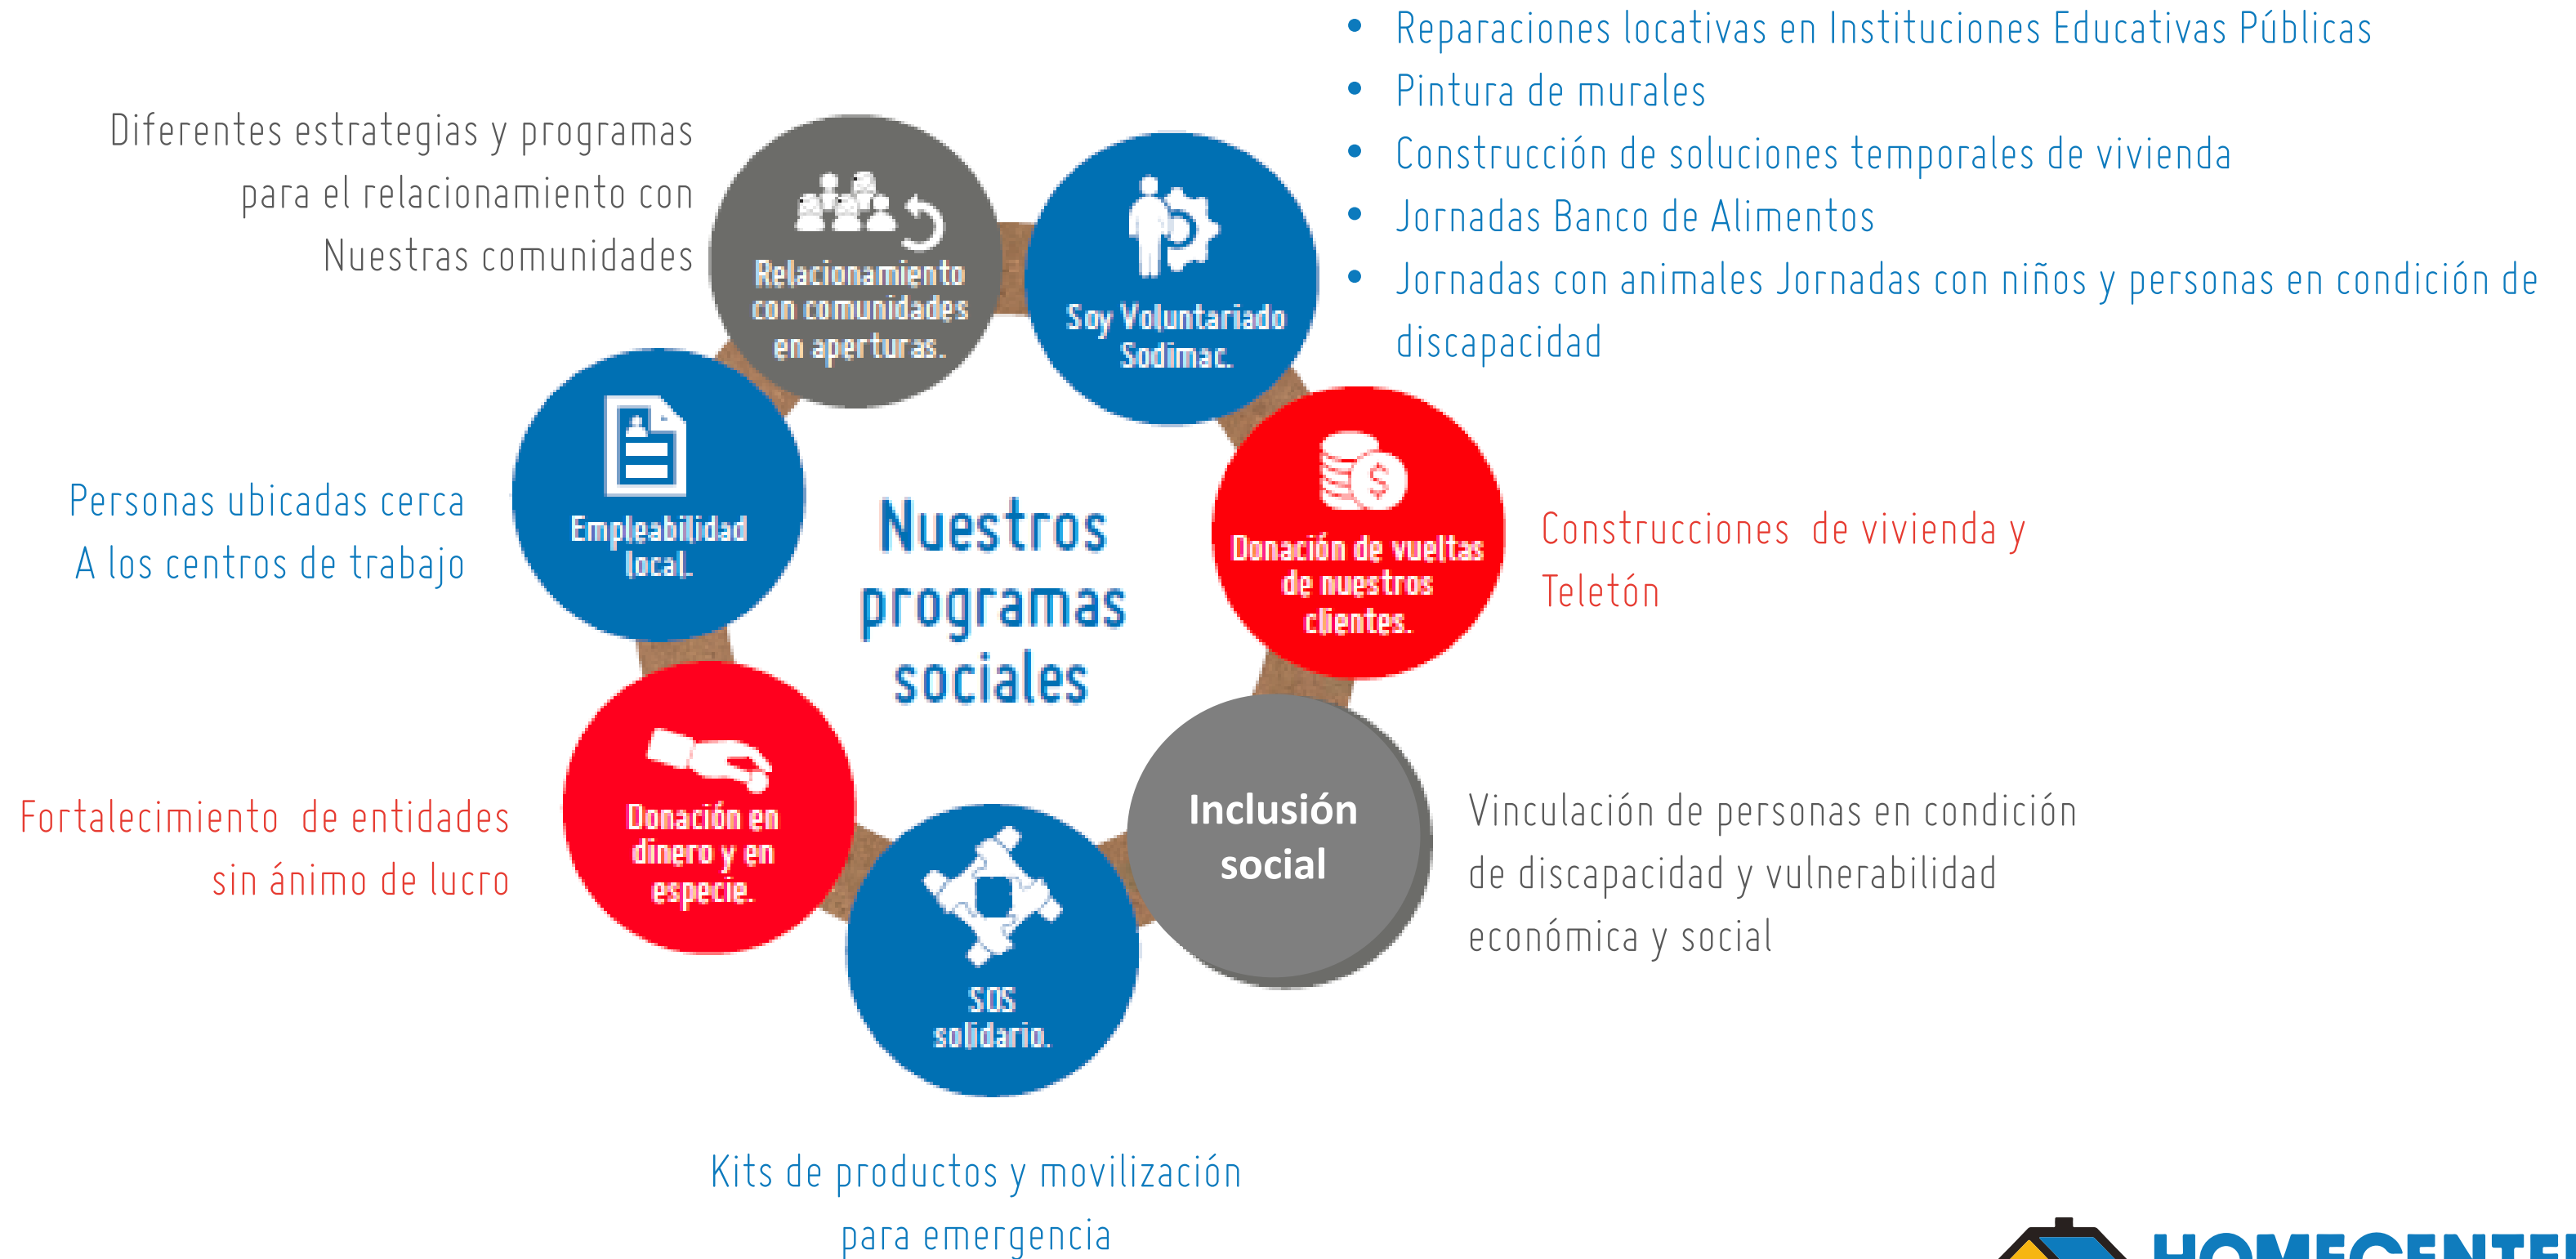 • Reparaciones locativas en Instituciones Educativas Públicas
• Pintura de murales
• Construcción de soluciones temporales de vivienda
• Jornadas Banco de Alimentos
• Jornadas con animales Jornadas con niños y personas en condición de
discapacidad
Diferentes estrategias y programas
para el relacionamiento con
Nuestras comunidades
Relacionamiento
con comunidades
en aperturas.
Soy Voluntariado
Sodimac.
Personas ubicadas cerca
A los centros de trabajo
Empleabilidad
local.
Nuestros
programas
sociales
Donación de vueltas
de nuestros
clientes.
Construcciones de vivienda y
Teletón
Fortalecimiento de entidades
sin ánimo de lucro
Donación en
dinero y en
especie.
SOS
solidario.
Inclusión
social
Vinculación de personas en condición
de discapacidad y vulnerabilidad
económica y social
Kits de productos y movilización
para emergencia
HOMECENTER